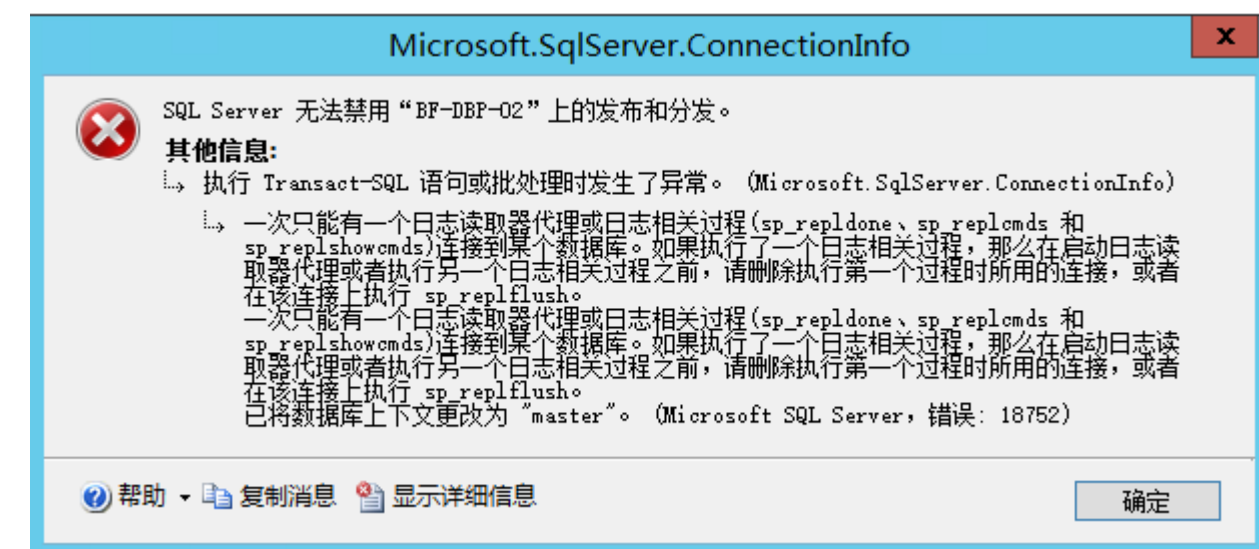 Microsoft.SqlServer.ConnectionInfo
x
SQL Server 无法禁用“BF-DBP-02”上的发布和分发。
其他信息:
执行 Transact-SQL 语句或批处理时发生了异常。 (Microsoft.SqlServer.ConnectionInfo)
一次只能有一个日志读取器代理或日志相关过程(sp_repldone、sp_replcmds 和
sp_replshowcmds)连接到某个数据库。如果执行了一个日志相关过程，那么在启动日志读
取器代理或者执行另一个日志相关过程之前，请删除执行第一个过程时所用的连接，或者
在该连接上执行 sp_replflush。
一次只能有一个日志读取器代理或日志相关过程(sp_repldone、sp_replcmds 和
sp_replshowcmds)连接到某个数据库。如果执行了一个日志相关过程，那么在启动日志读
取器代理或者执行另一个日志相关过程之前，请删除执行第一个过程时所用的连接，或者
在该连接上执行 sp_replflush。
已将数据库上下文更改为 "master"。 (Microsoft SQL Server，错误: 18752)
帮助 复制消息 显示详细信息 确定